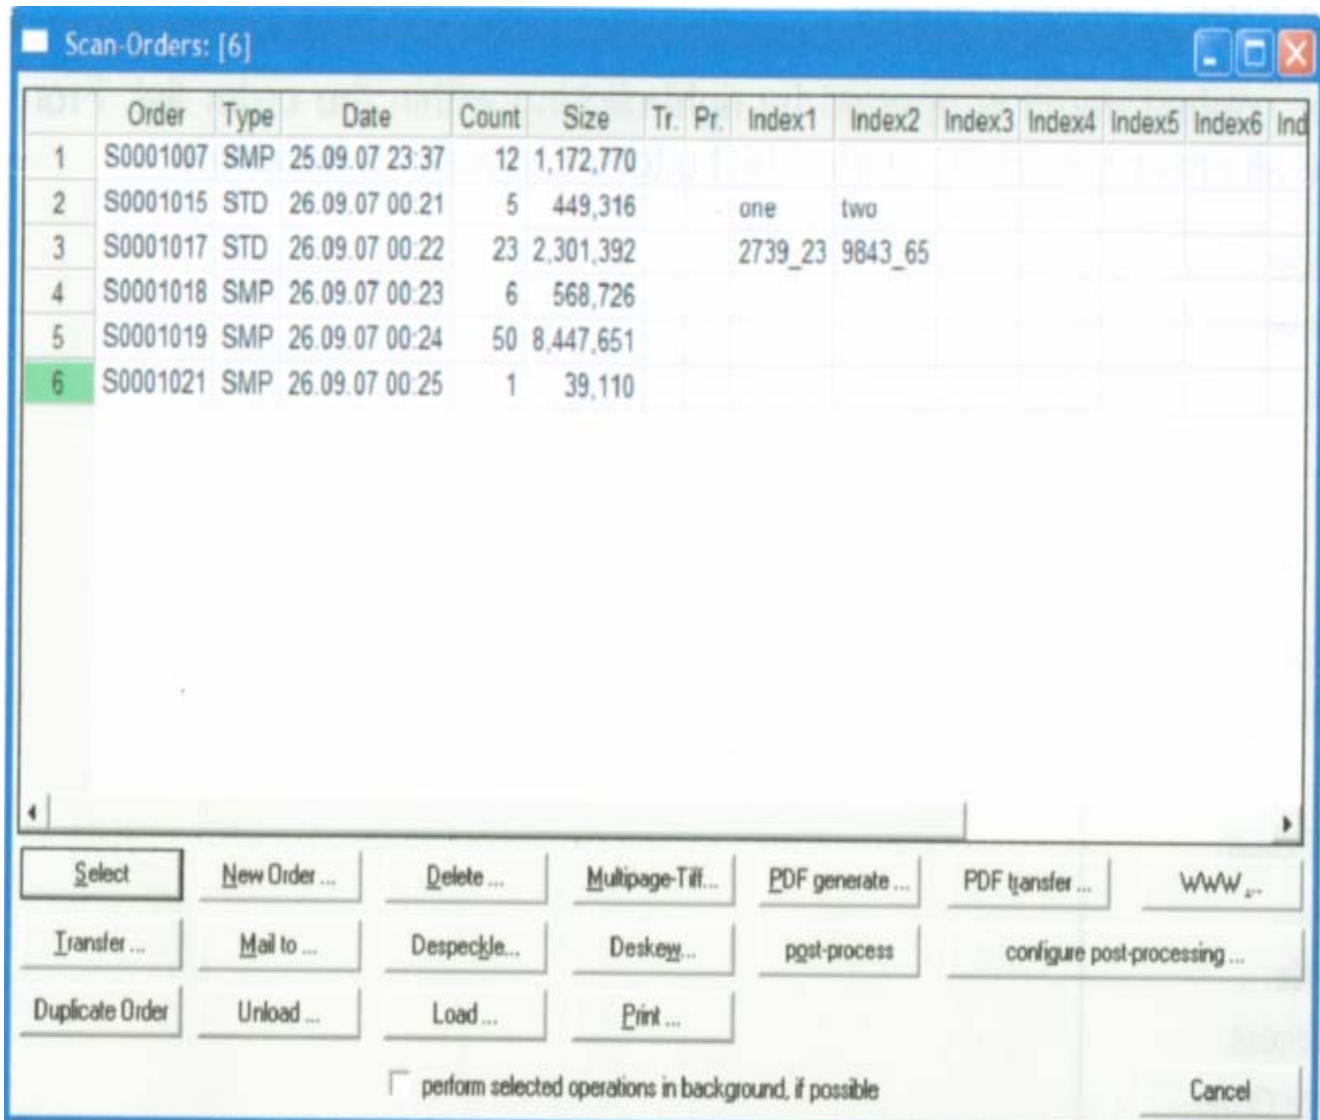 Scan-Orders: [6]
Order Type Date Count Size Tr. Pr. Index1 Index2 Index3 Index4 Index5 Index6 Ind
1 S0001007 SMP 25.09.07 23:37 12 1,172,770
2 S0001015 STD 26.09.07 00:21 5 449,316 one two
3 S0001017 STD 26.09.07 00:22 23 2,301,392 2739_23 9843_65
4 S0001018 SMP 26.09.07 00:23 6 568,726
5 S0001019 SMP 26.09.07 00:24 50 8,447,651
6 S0001021 SMP 26.09.07 00:25 1 39,110
Select New Order ... Delete ... Multipage-Tiff... PDF generate ... PDF transfer ... WWW ...
Transfer ... Mail to ... Despeckle... Deskew... post-process configure post-processing ...
Duplicate Order Unload ... Load ... Print ...
perform selected operations in background, if possible Cancel